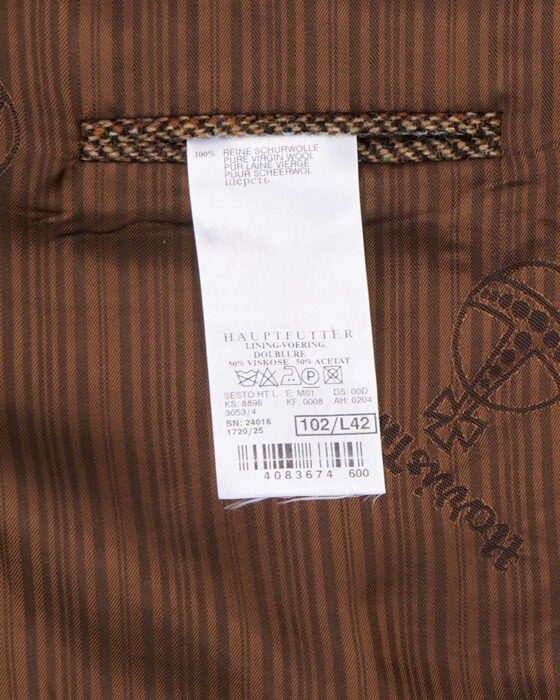 100% REINE SCHURWOLLE
PURE VIRGIN WOOL
PUR LAINE VIERGE
PUUR SCHEERWOL
шерсть
HAUPTFUTTER
LINING-VOERING
DOUBLURE
50% VISKOSE 50% ACETAT
P
SESTO HT L E: M01 DS: 00D
KS: 8896 KF: 0008 AH: 0204
3053/4
SN: 24016
1720/25
102/L42
4083674 600
Harris